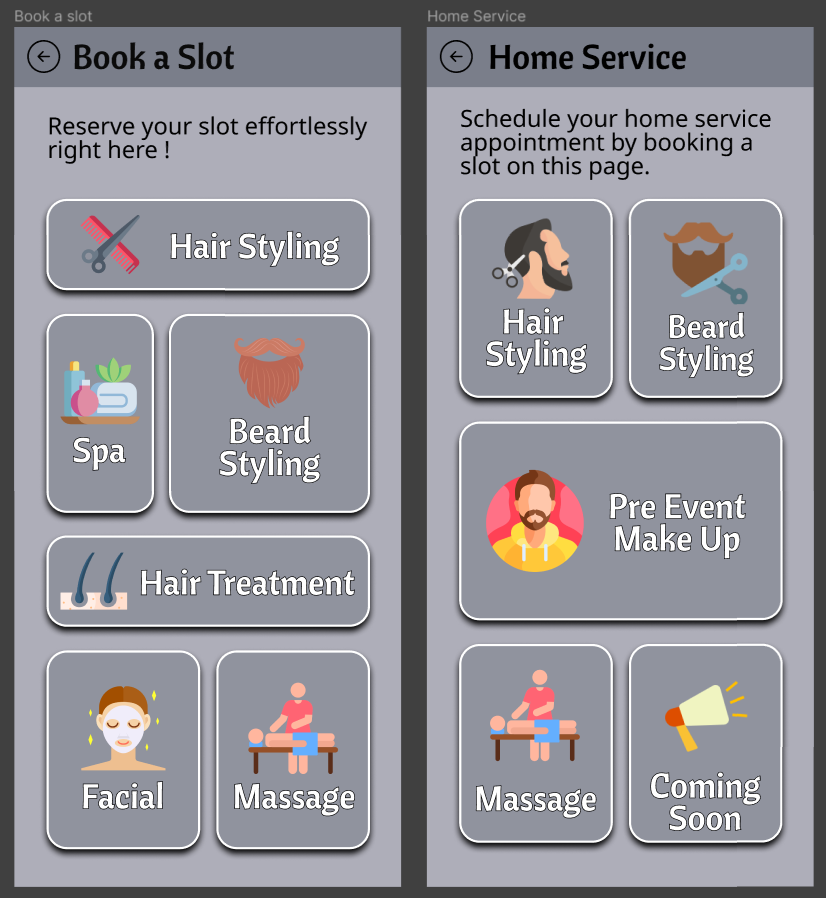 Book a slot
Book a Slot
Reserve your slot effortlessly
right here !
Hair Styling
Spa
Beard
Styling
Hair Treatment
Facial
Massage
Home Service
Home Service
Schedule your home service
appointment by booking a
slot on this page.
Hair
Styling
Beard
Styling
Pre Event
Make Up
Massage
Coming
Soon